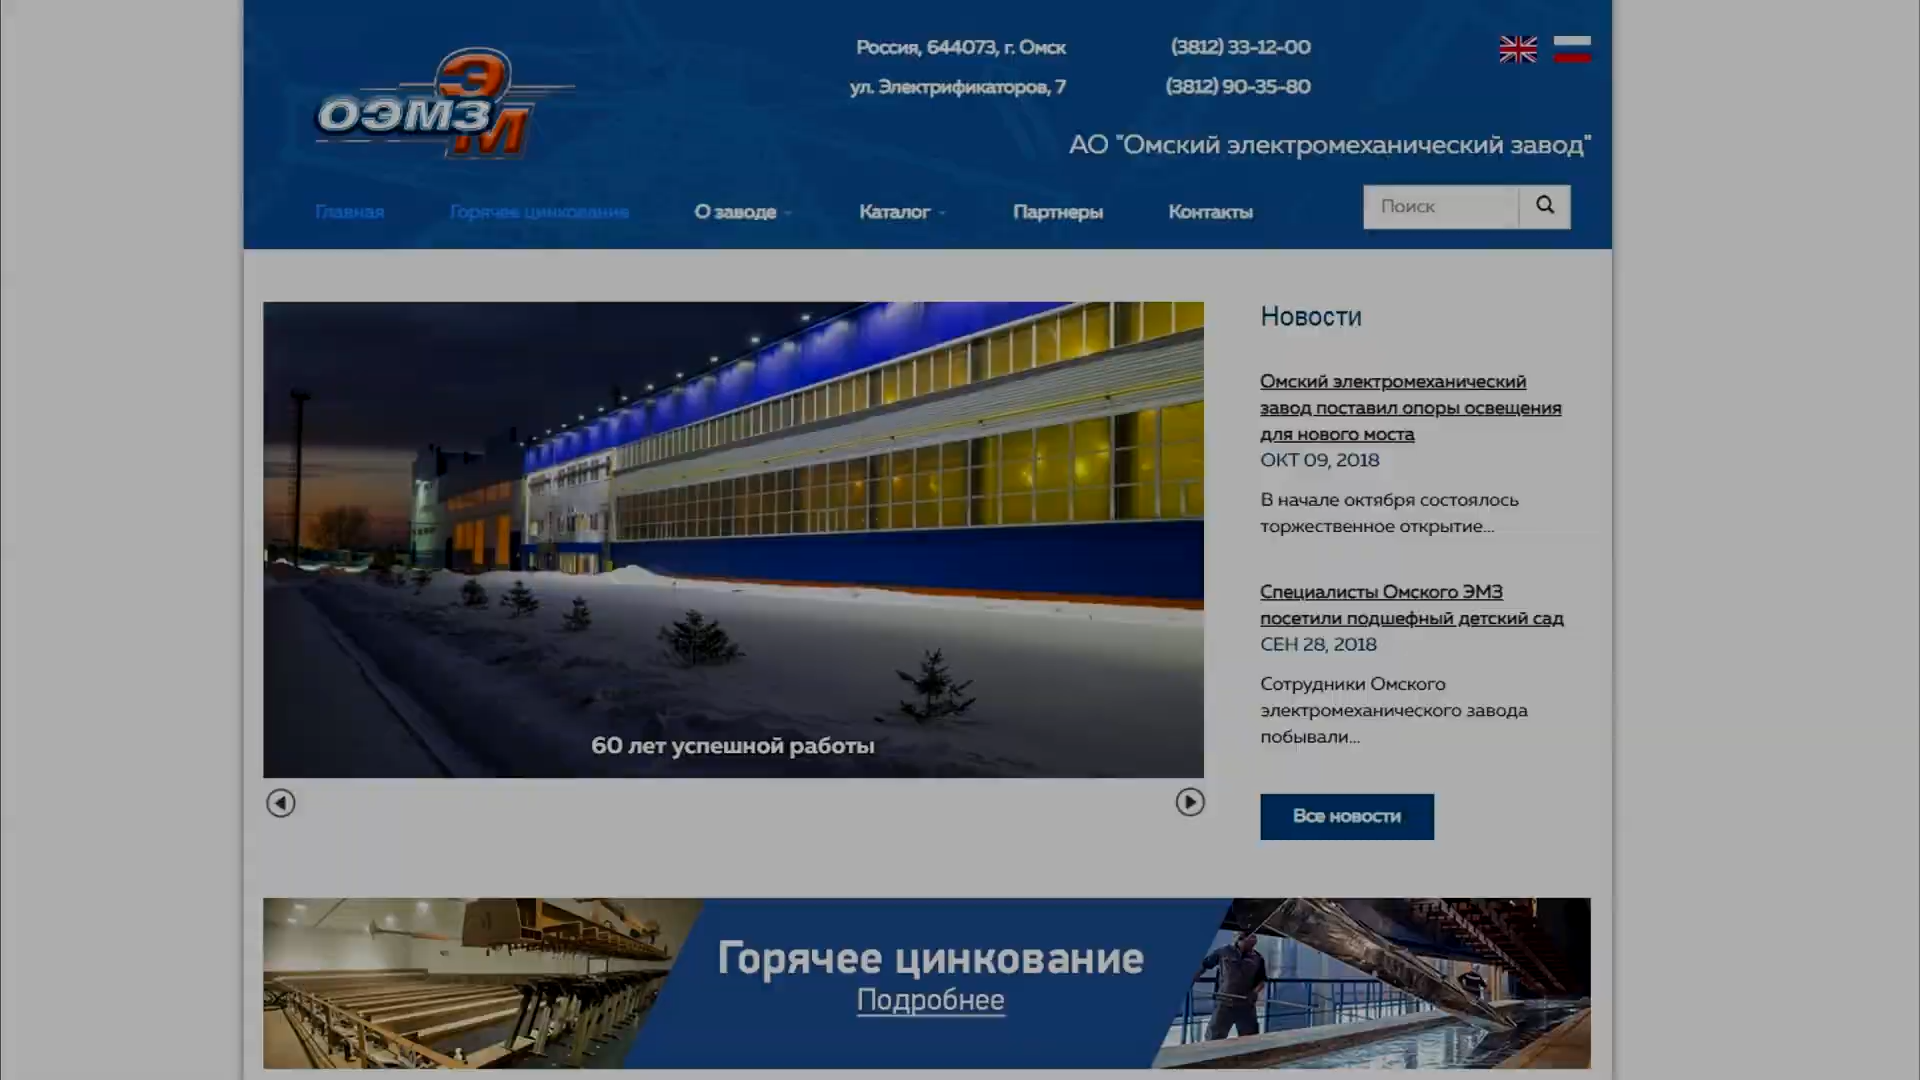 ОЭМЗ
ЭМ
Россия, 644073, г. Омск
ул. Электрификаторов, 7
(3812) 33-12-00
(3812) 90-35-80
АО "Омский электромеханический завод"
Главная
Горячее цинкование
О заводе
Каталог
Партнеры
Контакты
Поиск
60 лет успешной работы
Новости
Омский электромеханический
завод поставил опоры освещения
для нового моста
ОКТ 09, 2018
В начале октября состоялось
торжественное открытие...
Специалисты Омского ЭМЗ
посетили подшефный детский сад
СЕН 28, 2018
Сотрудники Омского
электромеханического завода
побывали...
Все новости
Горячее цинкование
Подробнее